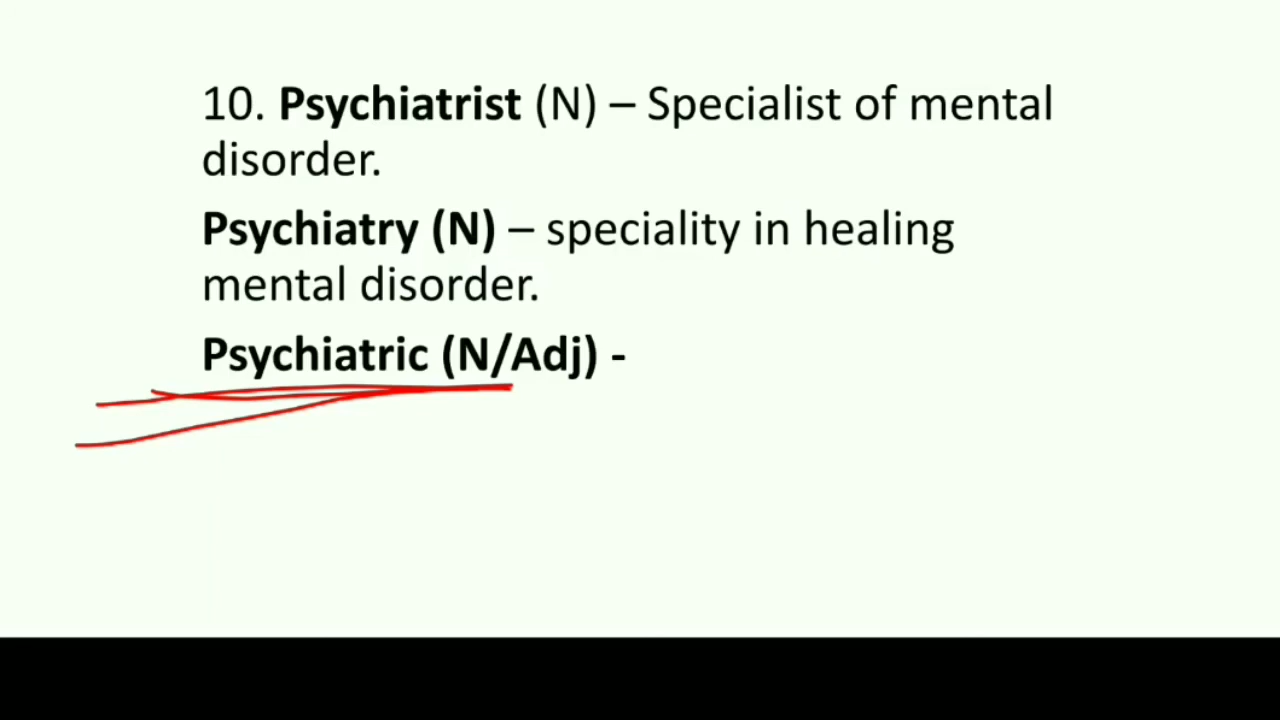 10. Psychiatrist (N) – Specialist of mental
disorder.
Psychiatry (N) – speciality in healing
mental disorder.
Psychiatric (N/Adj) -